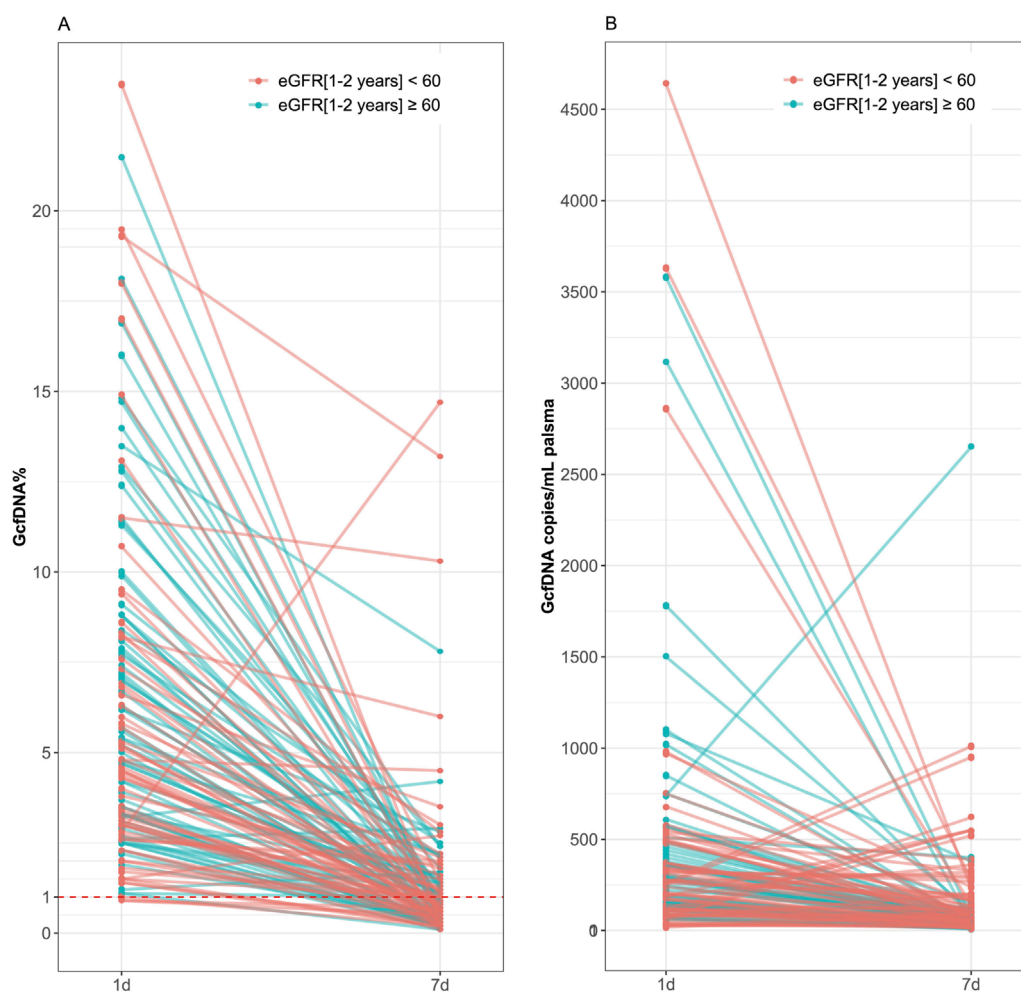 A
eGFR[1-2 years] < 60
eGFR[1-2 years] ≥ 60
20
15
10
5
1
0
GcfDNA%
1d
7d
B
eGFR[1-2 years] < 60
eGFR[1-2 years] ≥ 60
4500
4000
3500
3000
2500
2000
1500
1000
500
0
GcfDNA copies/mL palsma
1d
7d